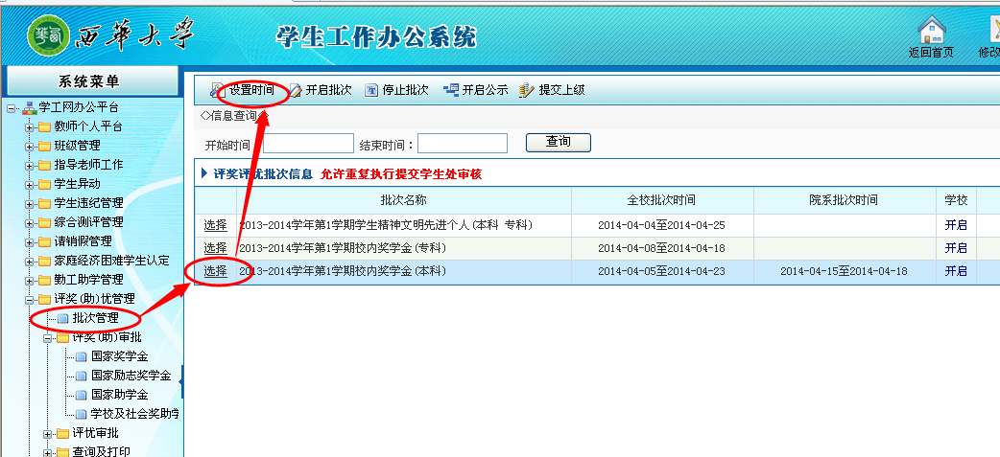 西华大学
学生工作办公系统
返回首页
修改
系统菜单
学工网办公平台
教师个人平台
班级管理
指导老师工作
学生异动
学生违纪管理
综合测评管理
请销假管理
家庭经济困难学生认定
勤工助学管理
评奖(助)优管理
批次管理
评奖(助)审批
国家奖学金
国家励志奖学金
国家助学金
学校及社会奖助学
评优审批
查询及打印
设置时间 开启批次 停止批次 开启公示 提交上级
◇信息查询◇
开始时间 结束时间： 查询
评奖评优批次信息 允许重复执行提交学生处审核
批次名称 全校批次时间 院系批次时间 学校
选择 2013-2014学年第1学期学生精神文明先进个人(本科 专科) 2014-04-04至2014-04-25 开启
选择 2013-2014学年第1学期校内奖学金(专科) 2014-04-08至2014-04-18 开启
选择 2013-2014学年第1学期校内奖学金(本科) 2014-04-05至2014-04-23 2014-04-15至2014-04-18 开启